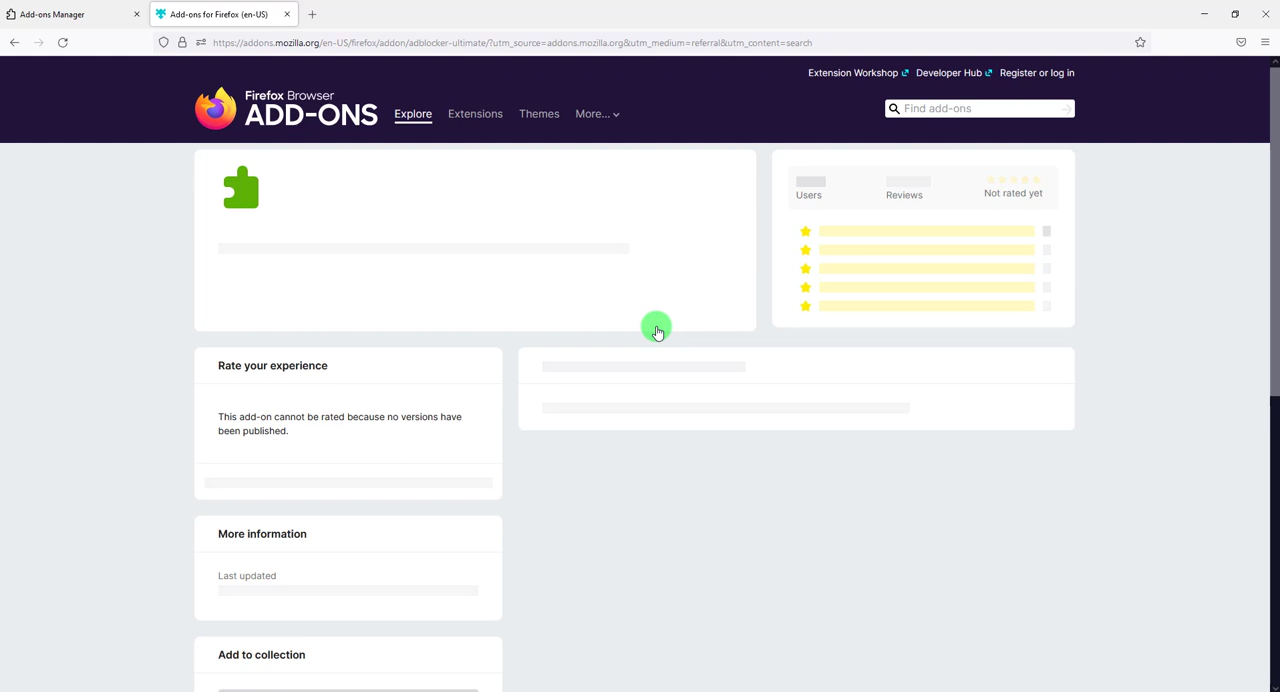 Add-ons Manager
Add-ons for Firefox (en-US)
https://addons.mozilla.org/en-US/firefox/addon/adblocker-ultimate/?utm_source=addons.mozilla.org&utm_medium=referral&utm_content=search
Extension Workshop Developer Hub Register or log in
Firefox Browser
ADD-ONS
Explore Extensions Themes More...
Find add-ons
Users Reviews Not rated yet
Rate your experience
This add-on cannot be rated because no versions have
been published.
More information
Last updated
Add to collection